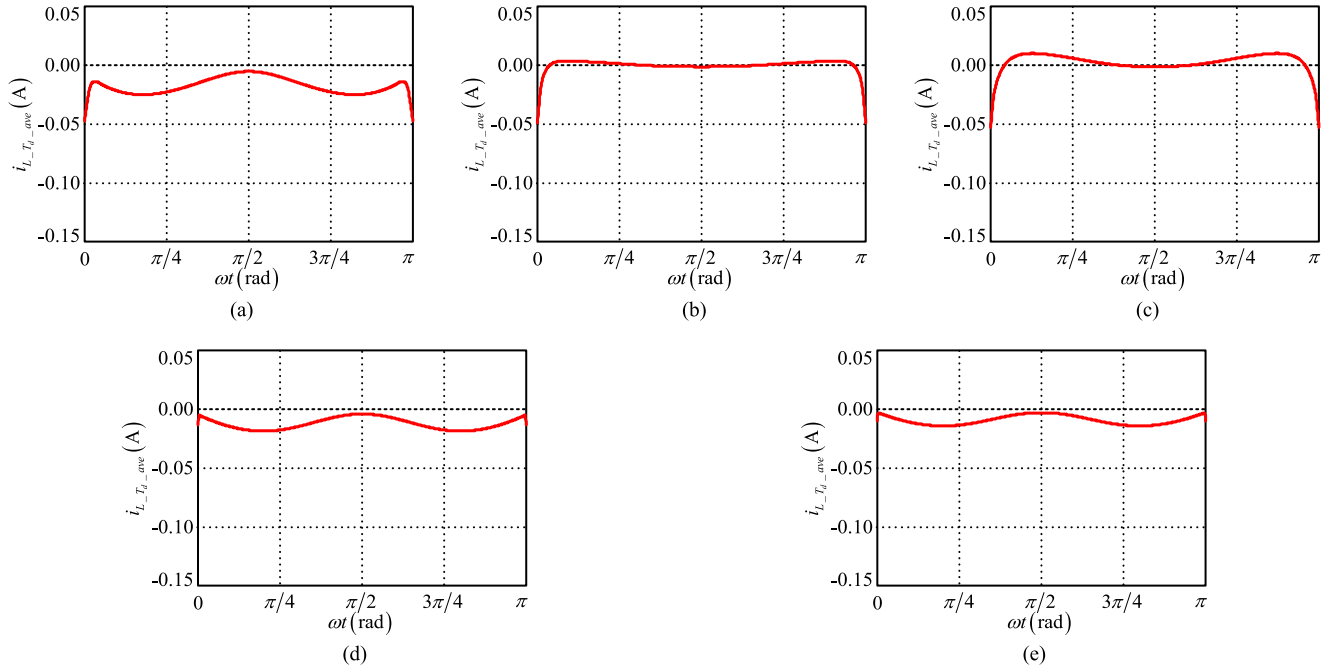 0.05 0.05 0.05
0.00 0.00 0.00
-0.05 -0.05 -0.05
-0.10 -0.10 -0.10
-0.15 -0.15 -0.15
i_{L_T_d_ave} (A) i_{L_T_d_ave} (A) i_{L_T_d_ave} (A)
0 π/4 π/2 3π/4 π 0 π/4 π/2 3π/4 π 0 π/4 π/2 3π/4 π
ωt (rad) ωt (rad) ωt (rad)
(a) (b) (c)
0.05 0.05
0.00 0.00
-0.05 -0.05
-0.10 -0.10
-0.15 -0.15
i_{L_T_d_ave} (A) i_{L_T_d_ave} (A)
0 π/4 π/2 3π/4 π 0 π/4 π/2 3π/4 π
ωt (rad) ωt (rad)
(d) (e)